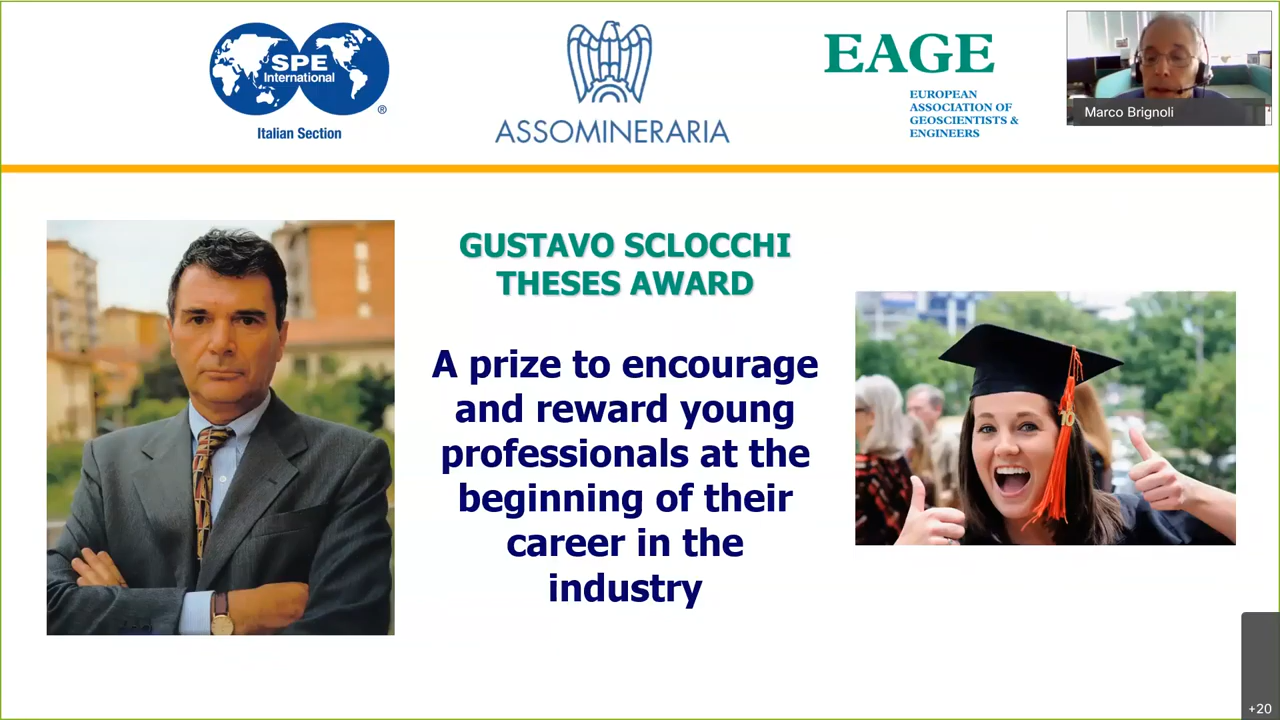 SPE
International
®
Italian Section
ASSOMINERARIA
EAGE
EUROPEAN
ASSOCIATION OF
GEOSCIENTISTS &
ENGINEERS
Marco Brignoli
GUSTAVO SCLOCCHI
THESES AWARD
A prize to encourage
and reward young
professionals at the
beginning of their
career in the
industry
10
+20